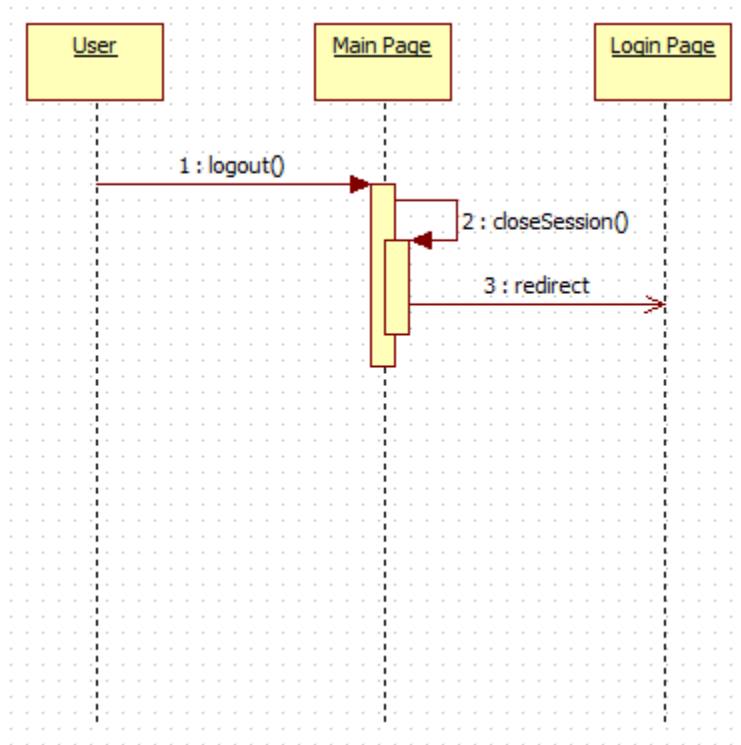 User
Main Page
Login Page
1 : logout()
2 : closeSession()
3 : redirect